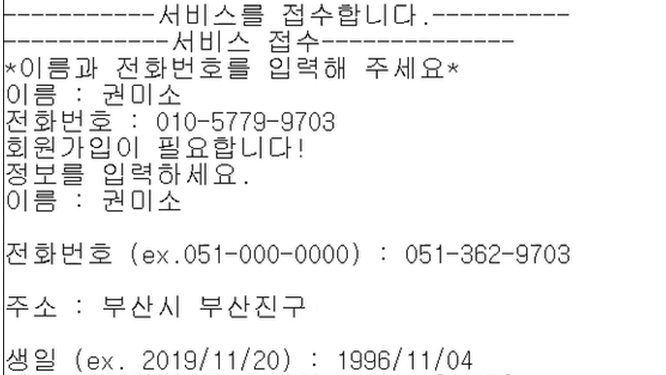 -----------서비스를 접수합니다.----------
------------서비스 접수--------------
*이름과 전화번호를 입력해 주세요*
이름 : 권미소
전화번호 : 010-5779-9703
회원가입이 필요합니다!
정보를 입력하세요.
이름 : 권미소
전화번호 (ex.051-000-0000) : 051-362-9703
주소 : 부산시 부산진구
생일 (ex. 2019/11/20) : 1996/11/04